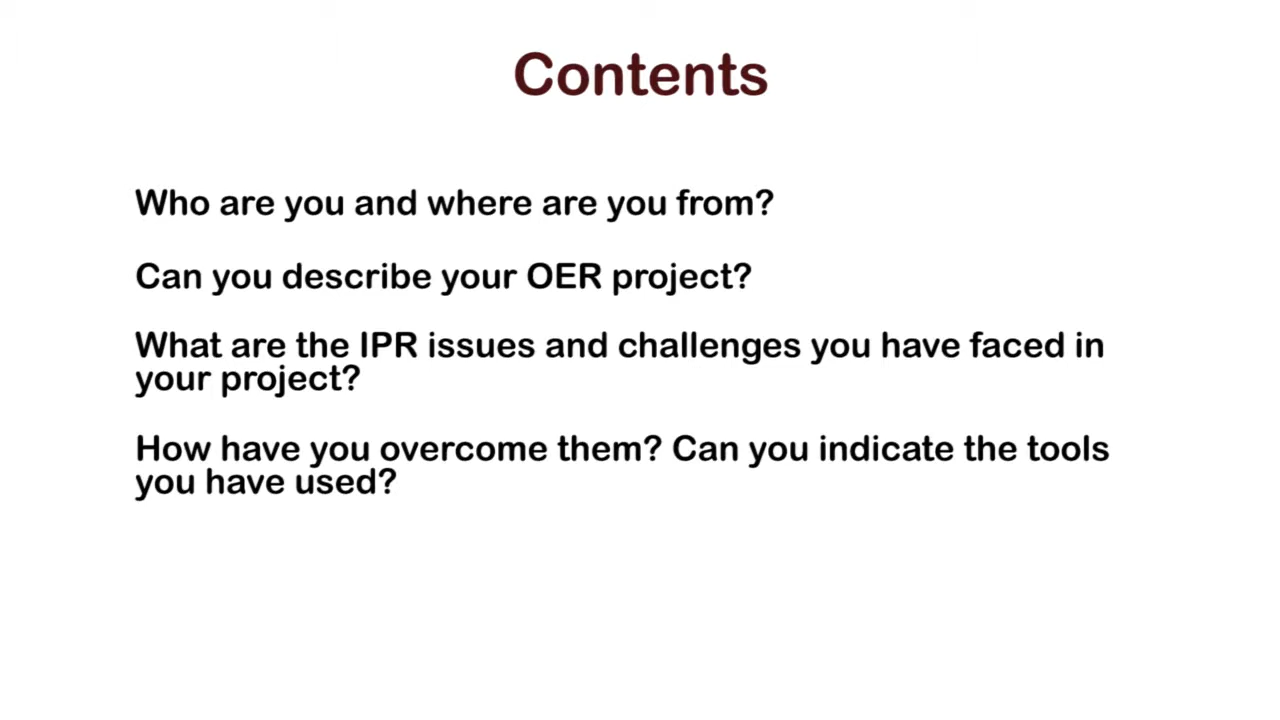 Contents
Who are you and where are you from?
Can you describe your OER project?
What are the IPR issues and challenges you have faced in
your project?
How have you overcome them? Can you indicate the tools
you have used?